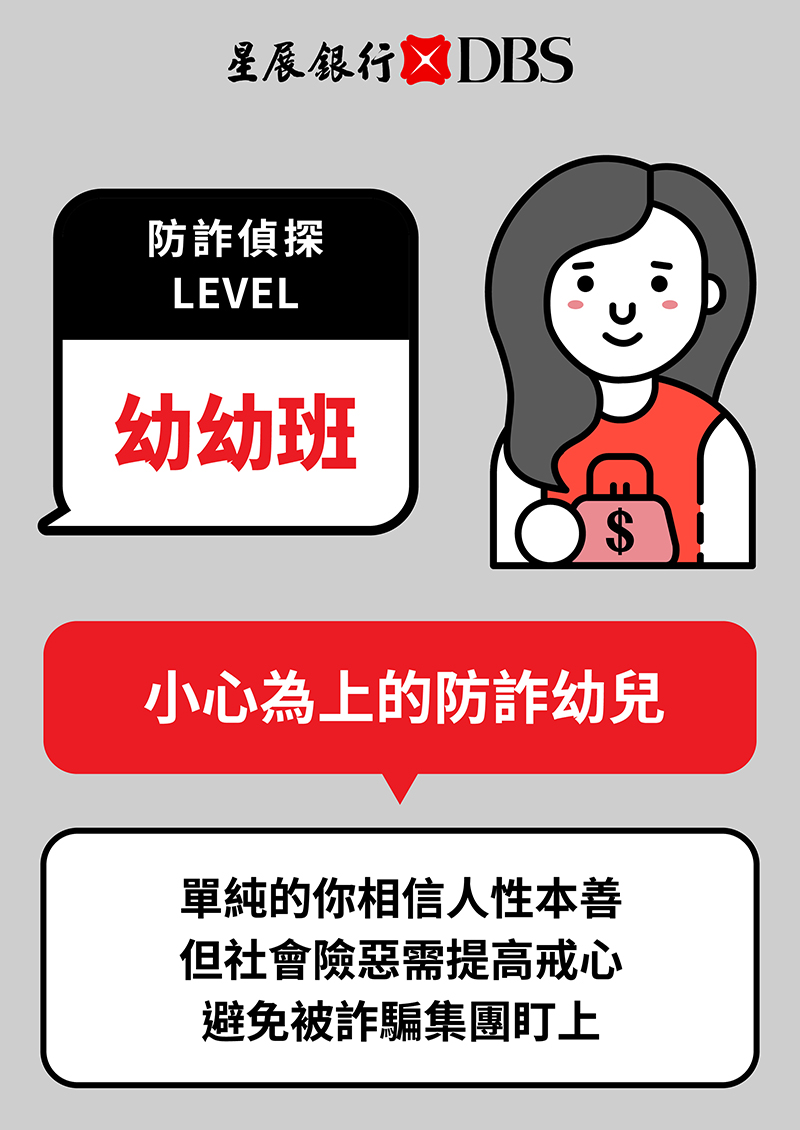 星展銀行 DBS
防詐偵探
LEVEL
幼幼班
$
小心為上的防詐幼兒
單純的你相信人性本善
但社會險惡需提高戒心
避免被詐騙集團盯上